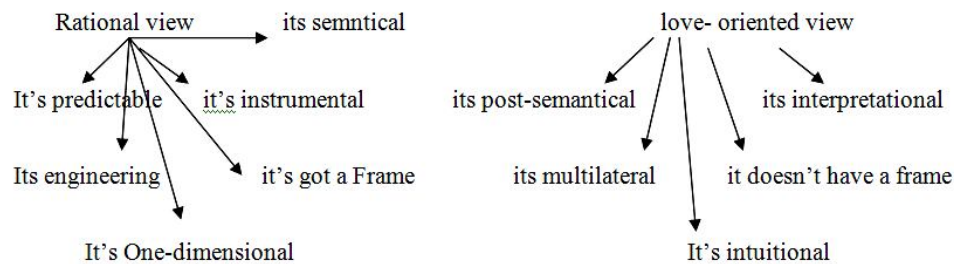 Rational view its semntical love- oriented view
It's predictable it's instrumental its post-semantical its interpretational
Its engineering it's got a Frame its multilateral it doesn't have a frame
It's One-dimensional It's intuitional